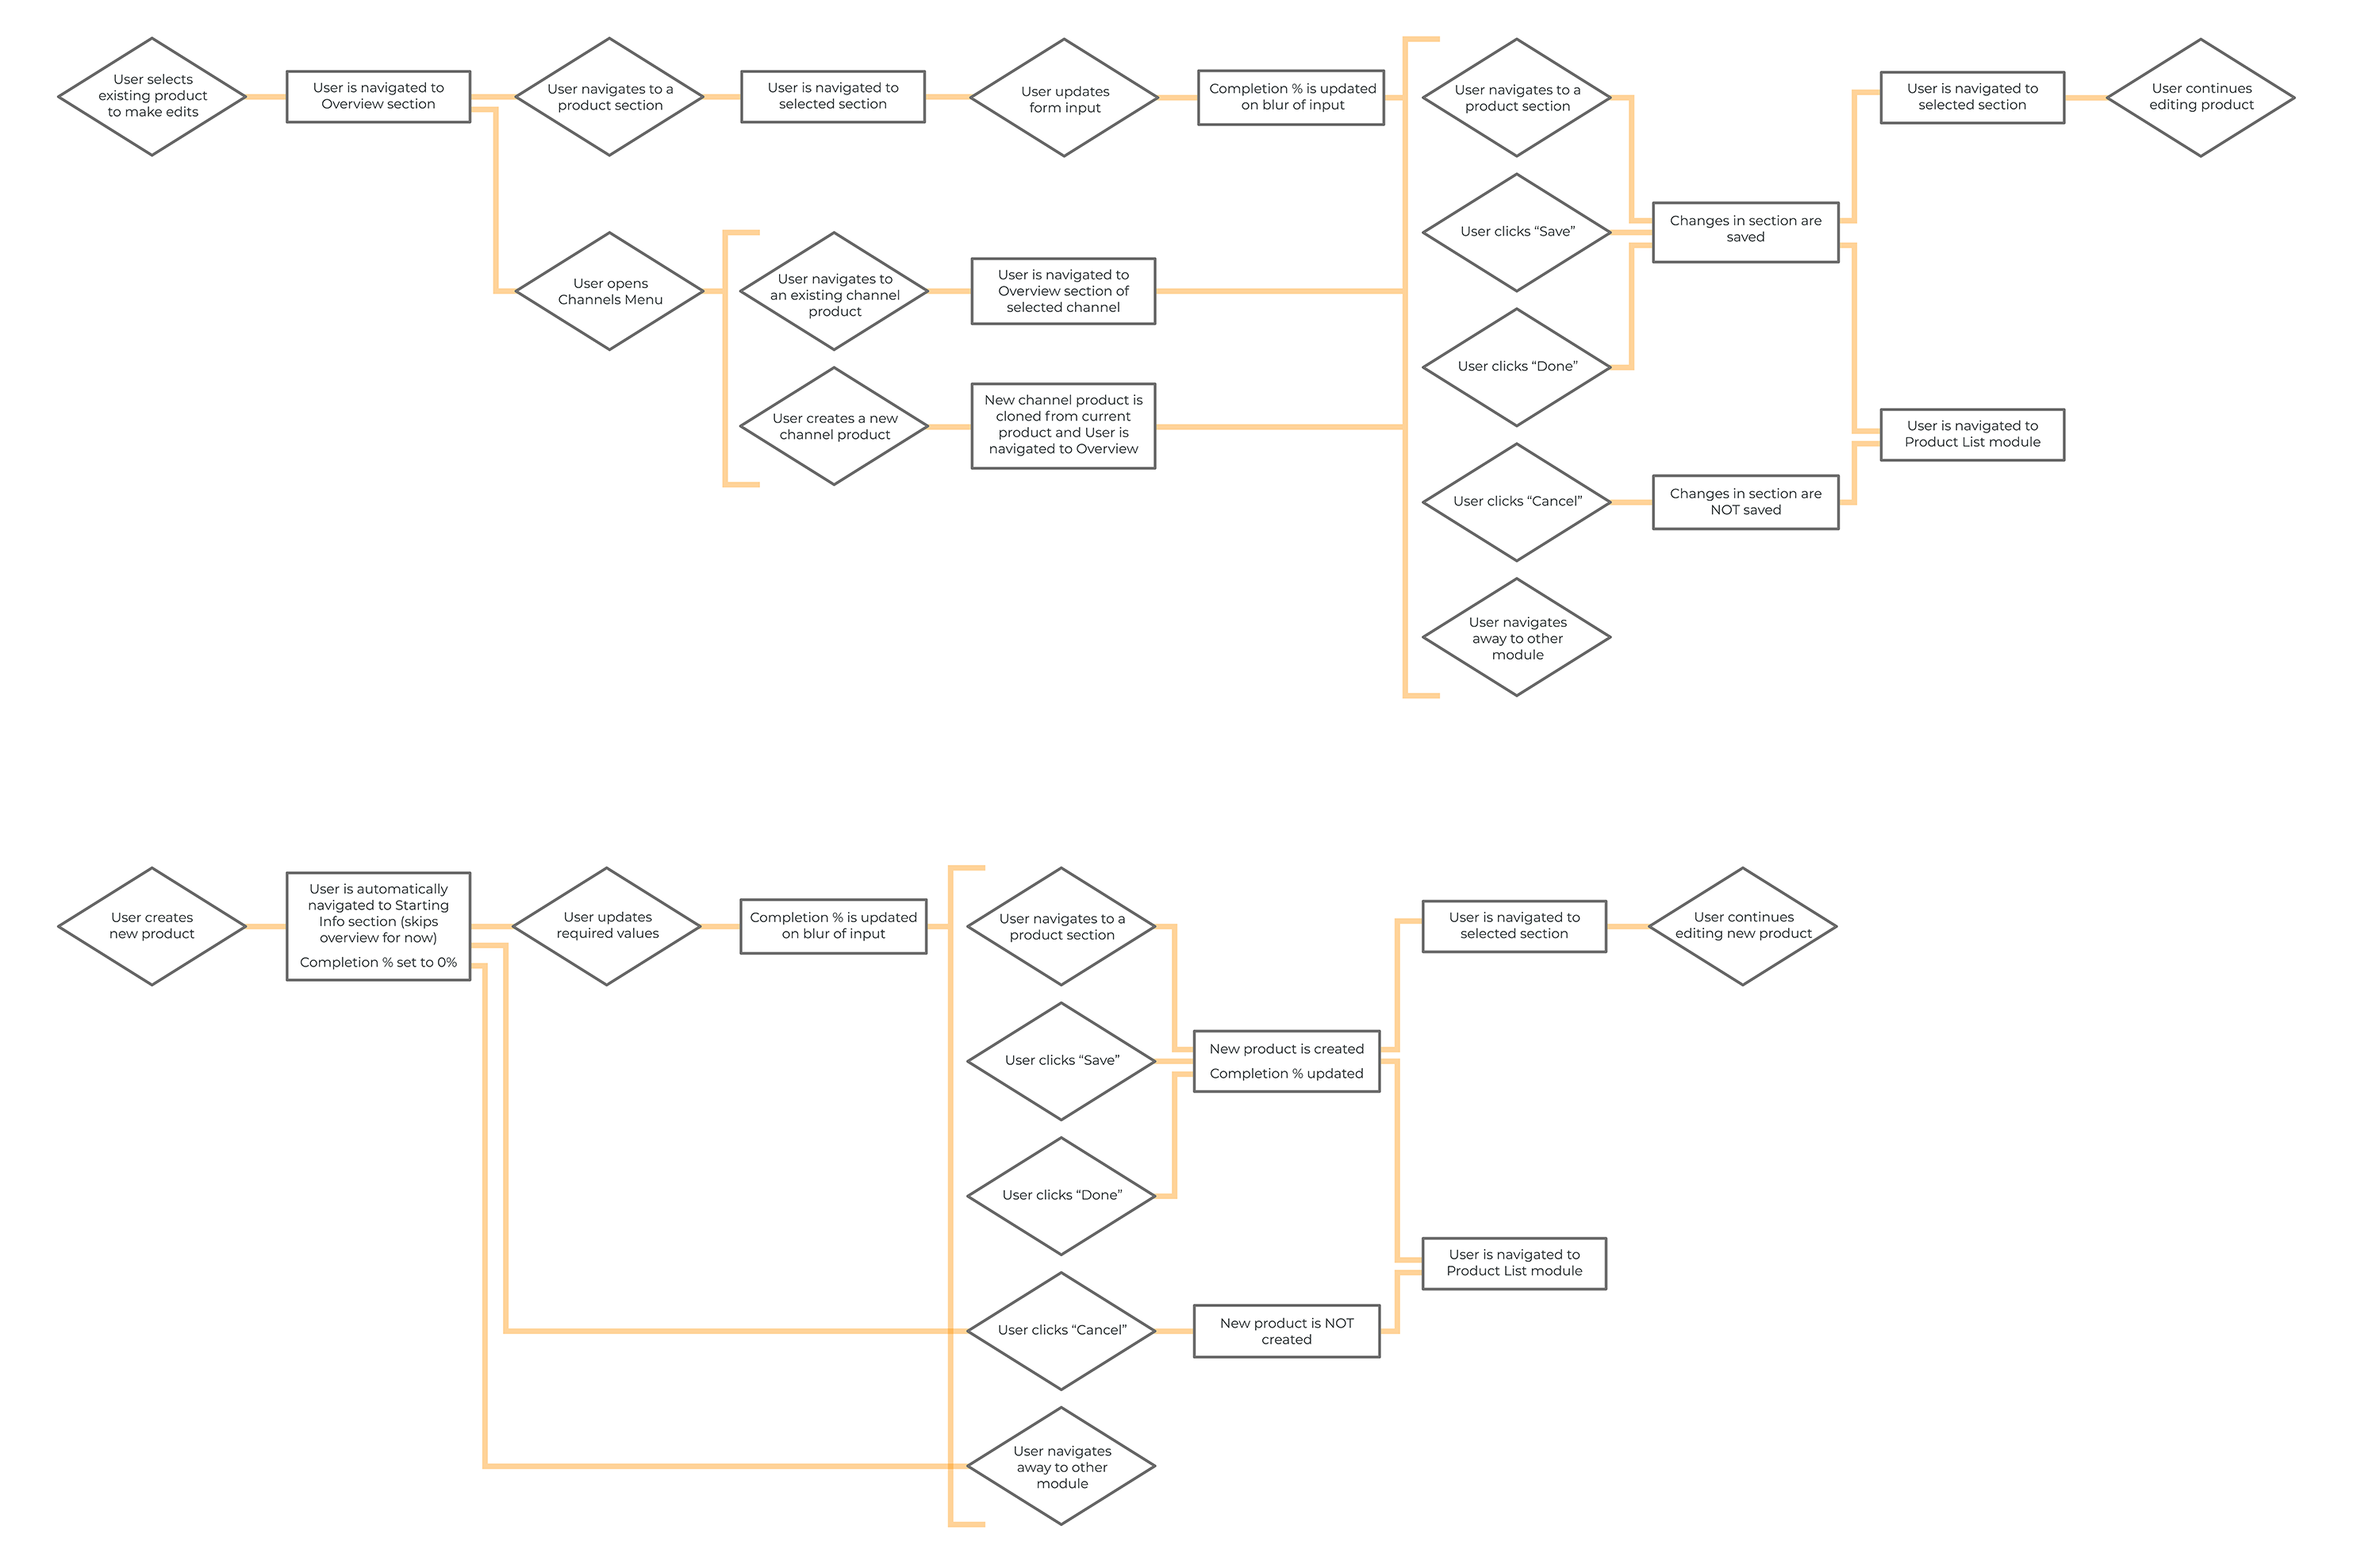 User selects
existing product
to make edits
User is navigated to
Overview section
User navigates to a
product section
User is navigated to
selected section
User updates
form input
Completion % is updated
on blur of input
User navigates to a
product section
User is navigated to
selected section
User continues
editing product
User clicks “Save”
Changes in section are
saved
User opens
Channels Menu
User navigates to
an existing channel
product
User is navigated to
Overview section of
selected channel
User clicks “Done”
User creates a new
channel product
New channel product is
cloned from current
product and User is
navigated to Overview
User is navigated to
Product List module
User clicks “Cancel”
Changes in section are
NOT saved
User navigates
away to other
module
User creates
new product
User is automatically
navigated to Starting
Info section (skips
overview for now)
Completion % set to 0%
User updates
required values
Completion % is updated
on blur of input
User navigates to a
product section
User is navigated to
selected section
User continues
editing new product
User clicks “Save”
New product is created
Completion % updated
User clicks “Done”
User is navigated to
Product List module
User clicks “Cancel”
New product is NOT
created
User navigates
away to other
module